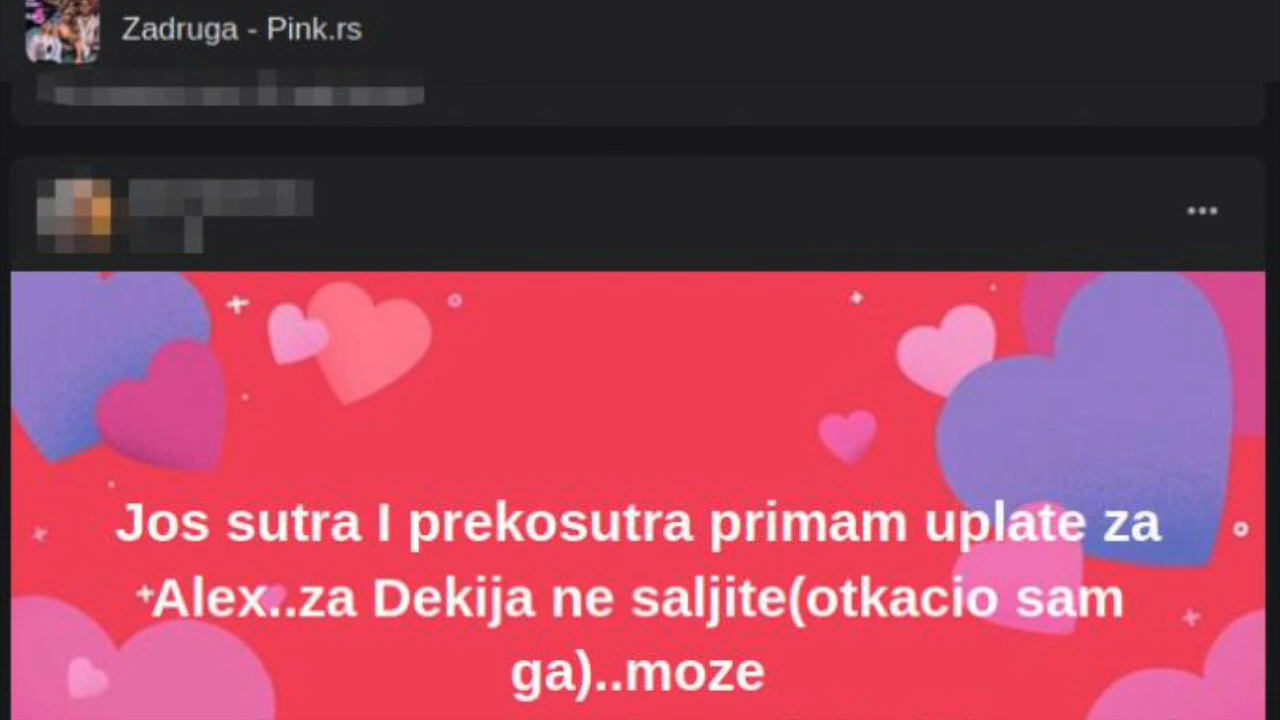 Zadruga - Pink.rs
Jos sutra I prekosutra primam uplate za
Alex..za Dekija ne saljite(otkacio sam
ga)..moze